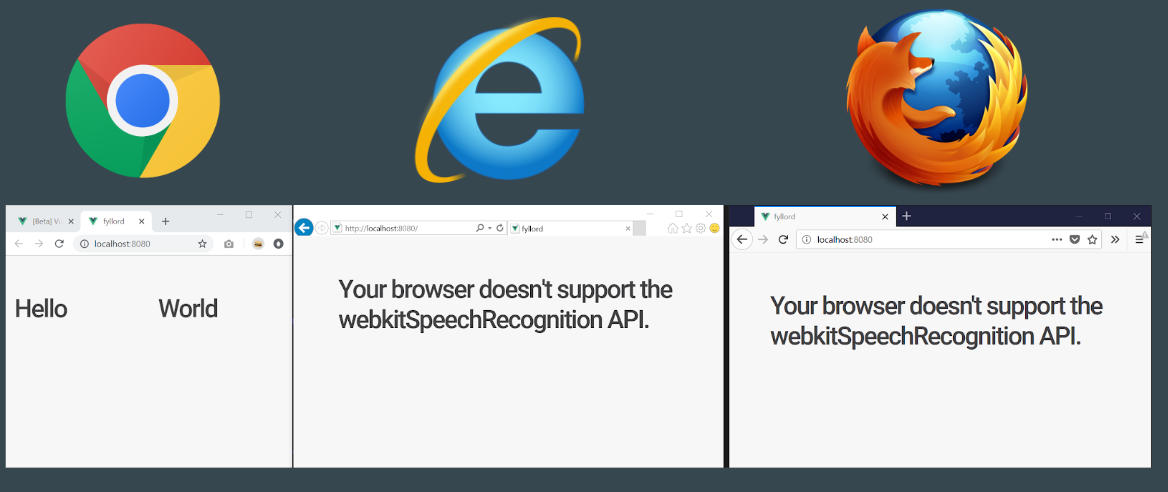 [Beta] V
fyllord
localhost:8080
Hello World
http://localhost:8080/
fyllord
Your browser doesn't support the
webkitSpeechRecognition API.
fyllord
localhost:8080
Your browser doesn't support the
webkitSpeechRecognition API.